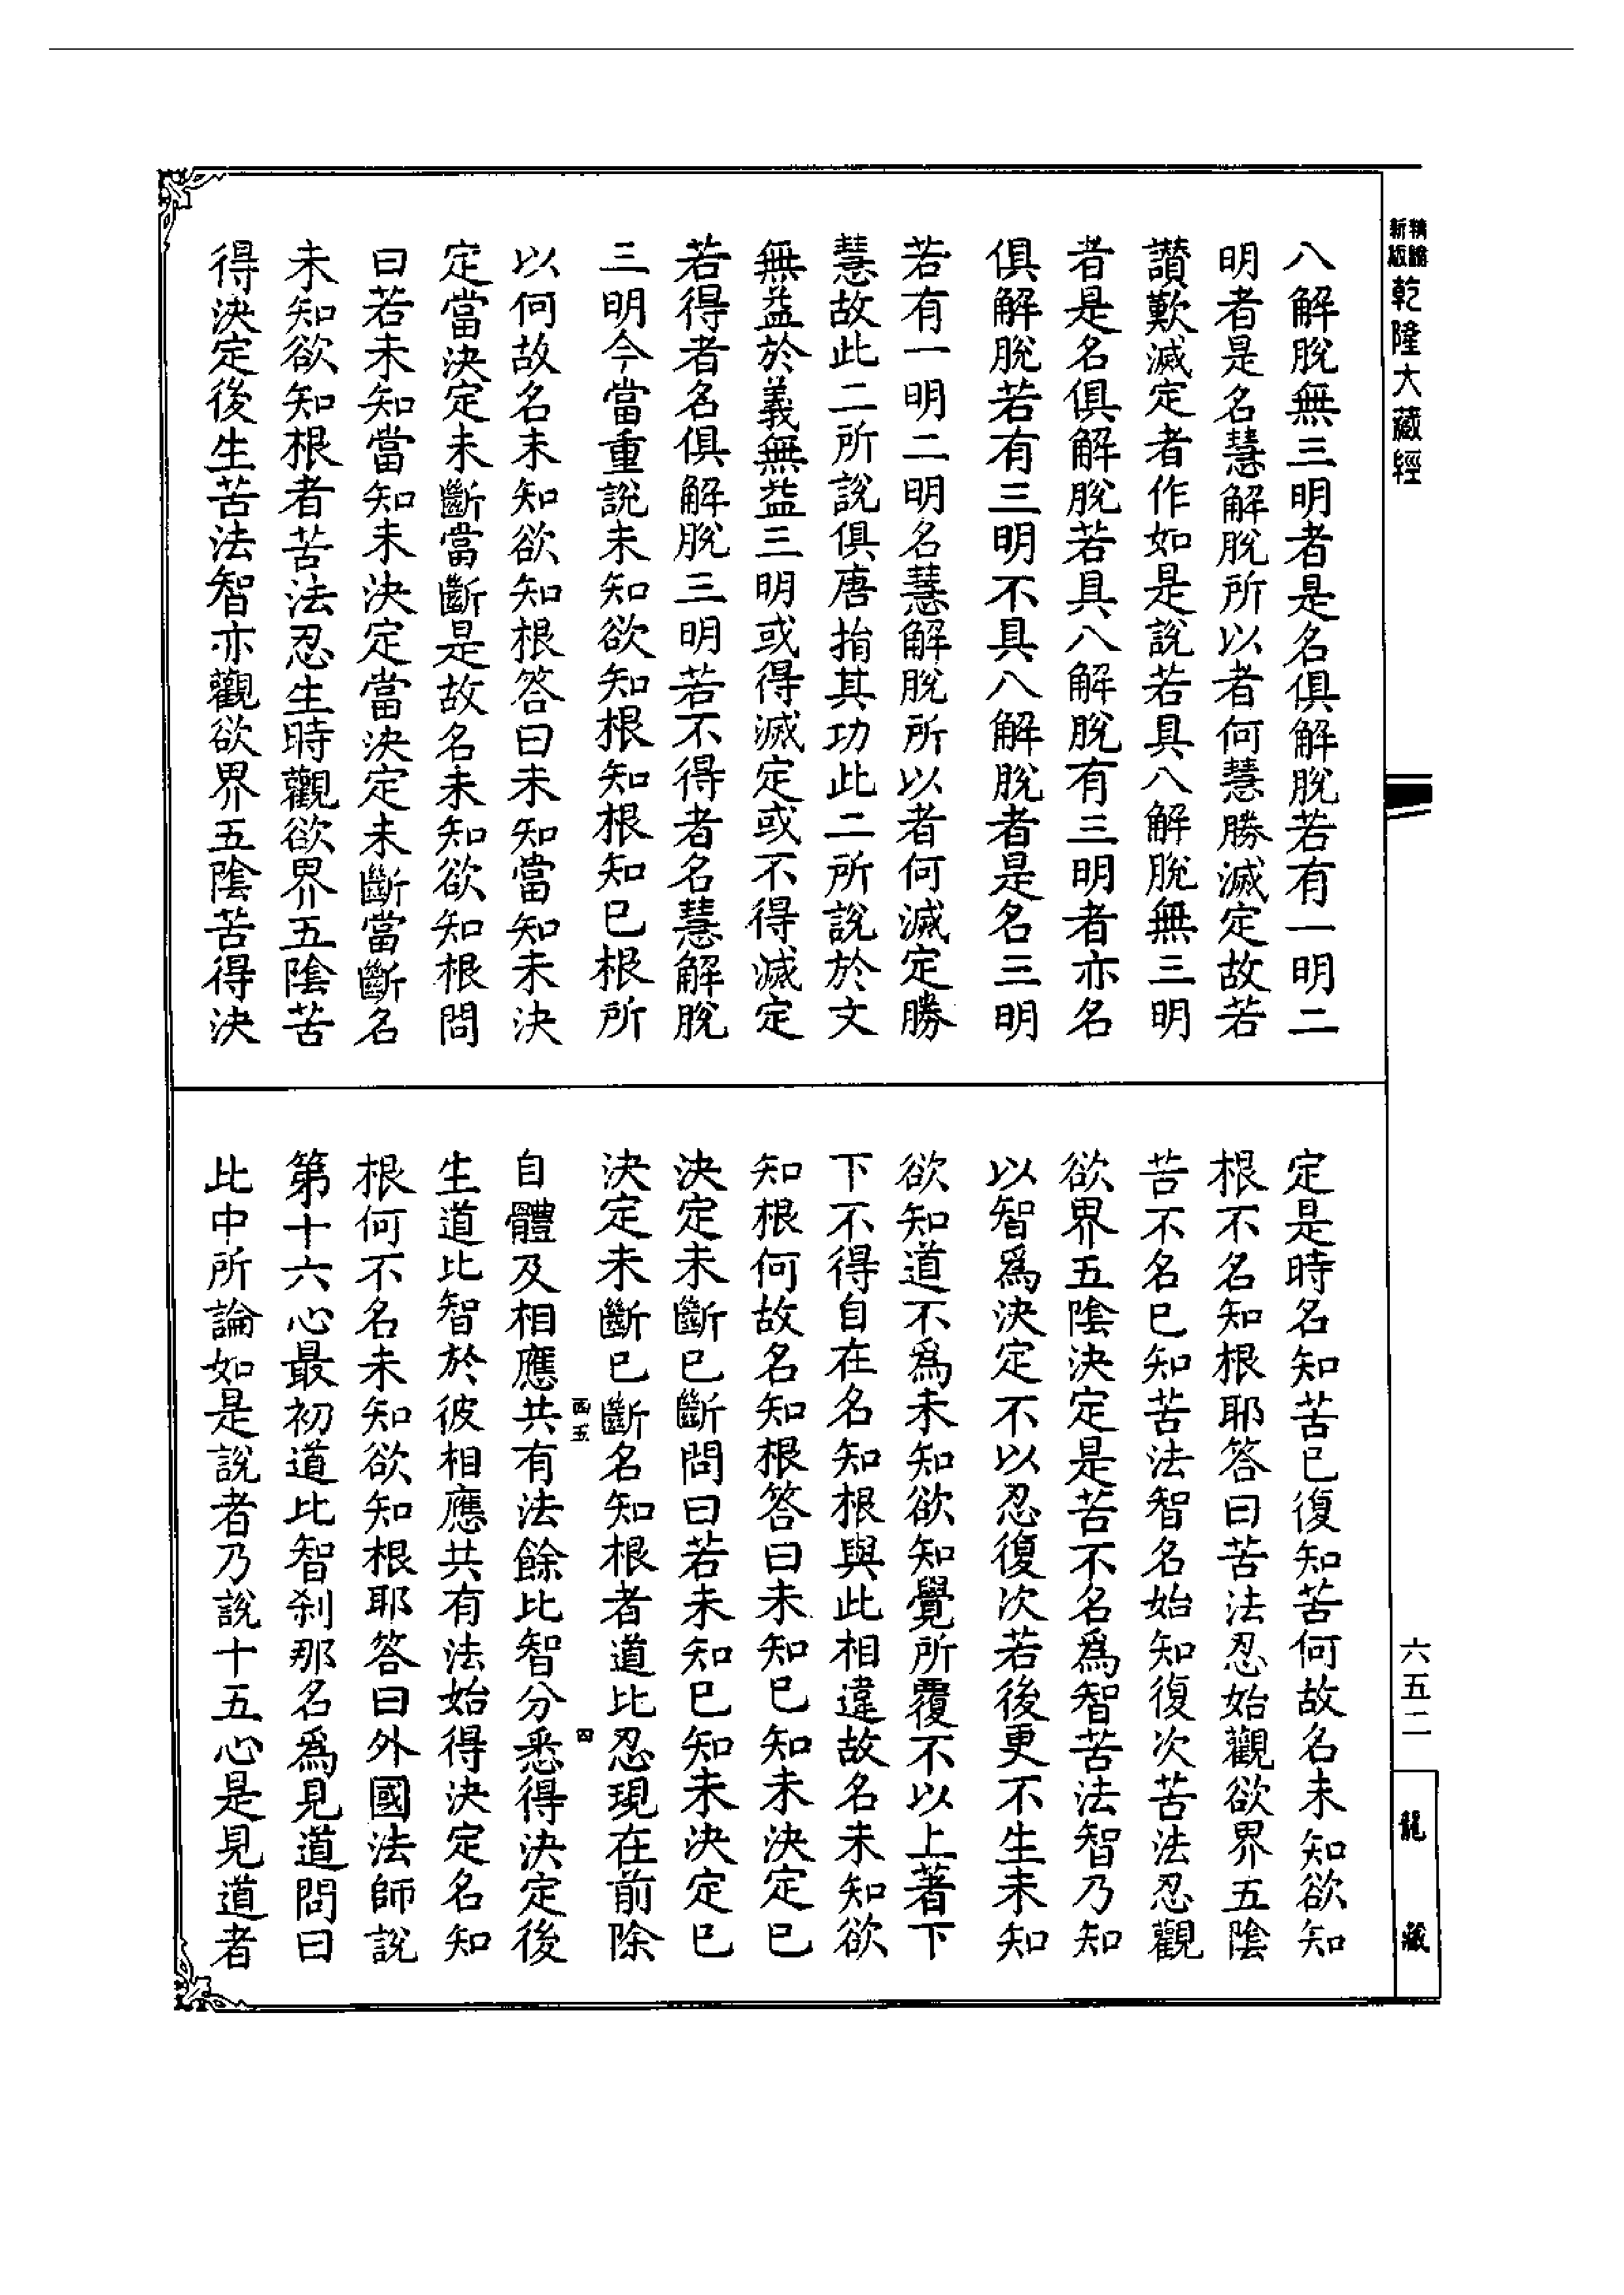 精體新版乾隆大藏經
八解脫無三明者是名俱解脫若有一明二
明者是名慧解脫所以者何慧勝滅定故若
讚歎滅定者作如是說若具八解脫無三明
者是名俱解脫若具八解脫有三明者亦名
俱解脫若有三明不具八解脫者是名三明
若有一明二明名慧解脫所以者何滅定勝
慧故此二所說俱唐捐其功此二所說於文
無益於義無益三明或得滅定或不得滅定
若得者名俱解脫三明若不得者名慧解脫
三明今當重說未知欲知根知根知已根所
以何故名未知欲知根答曰未知當知未決
定當決定未斷當斷是故名未知欲知根問
曰若未知當知未決定當決定未斷當斷名
未知欲知根者苦法忍生時觀欲界五陰苦
得決定後生苦法智亦觀欲界五陰苦得決
定是時名知苦已復知苦何故名未知欲知
根不名知根耶答曰苦法忍始觀欲界五陰
苦不名已知苦法智名始知復次苦法忍觀
欲界五陰決定是苦不名爲智苦法智乃知
以智爲決定不以忍復次若後更不生未知
欲知道不爲未知欲知覺所覆不以上著下
下不得自在名知根與此相違故名未知欲
知根何故名知根答曰未知已知未決定已
決定未斷已斷問曰若未知已知未決定已
決定未斷已斷名知根者道比忍現在前除
自體及相應共有法餘比智分悉得決定後
生道比智於彼相應共有法始得決定名知
根何不名未知欲知根耶答曰外國法師說
第十六心最初道比智刹那名爲見道問曰
此中所論如是說者乃說十五心是見道者
四
六五二
龍藏